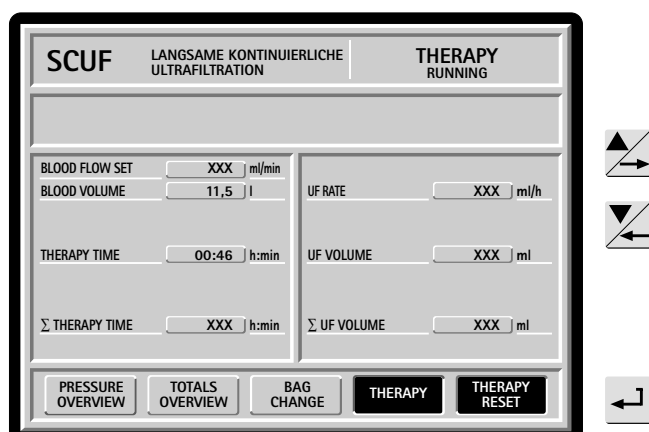 SCUF
LANGSAME KONTINUIERLICHE
ULTRAFILTRATION
THERAPY
RUNNING
BLOOD FLOW SET XXX ml/min
BLOOD VOLUME 11,5 l
THERAPY TIME 00:46 h:min
∑ THERAPY TIME XXX h:min
UF RATE XXX ml/h
UF VOLUME XXX ml
∑ UF VOLUME XXX ml
PRESSURE
OVERVIEW
TOTALS
OVERVIEW
BAG
CHANGE
THERAPY
THERAPY
RESET